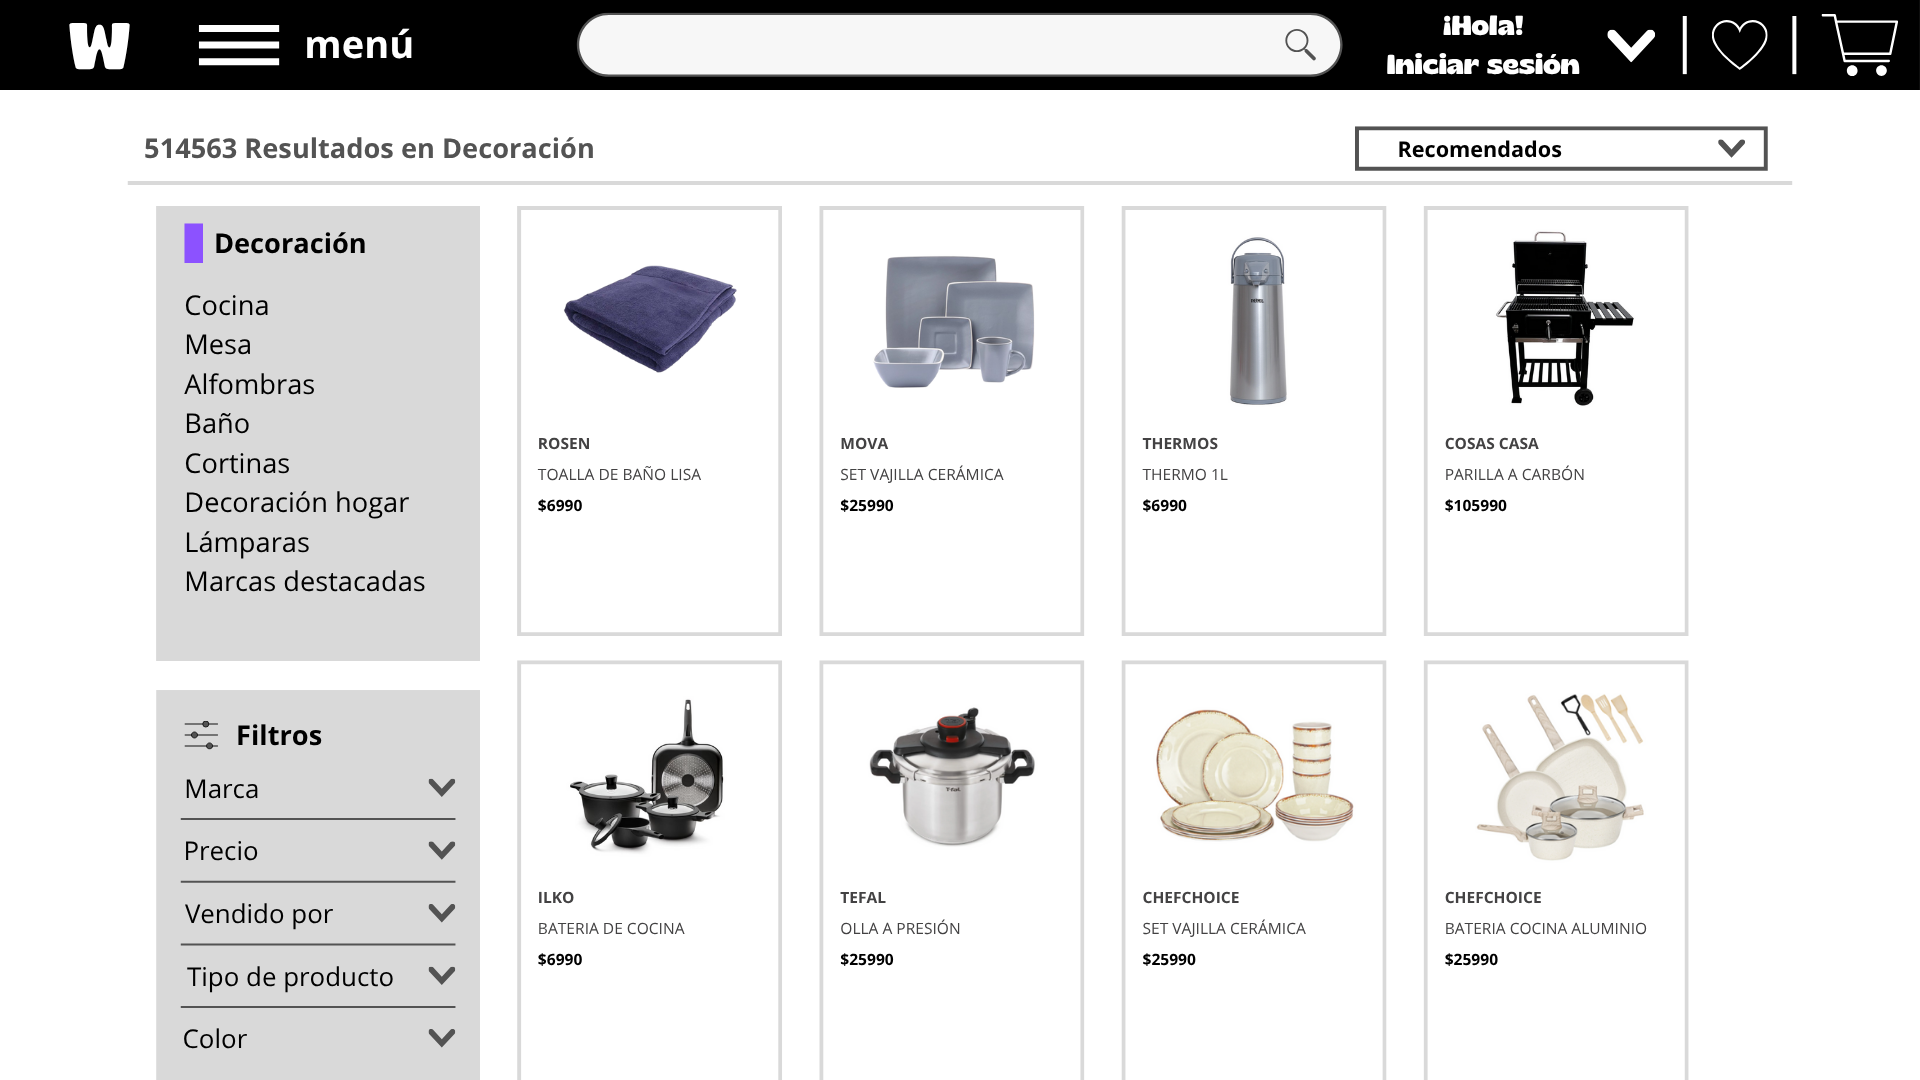 W
menú
¡Hola!
Iniciar sesión
514563 Resultados en Decoración
Recomendados
Decoración
Cocina
Mesa
Alfombras
Baño
Cortinas
Decoración hogar
Lámparas
Marcas destacadas
Filtros
Marca
Precio
Vendido por
Tipo de producto
Color
ROSEN
TOALLA DE BAÑO LISA
$6990
MOVA
SET VAJILLA CERÁMICA
$25990
THERMOS
THERMO 1L
$6990
COSAS CASA
PARILLA A CARBÓN
$105990
ILKO
BATERIA DE COCINA
$6990
T-fal
TEFAL
OLLA A PRESIÓN
$25990
CHEFCHOICE
SET VAJILLA CERÁMICA
$25990
CHEFCHOICE
BATERIA COCINA ALUMINIO
$25990